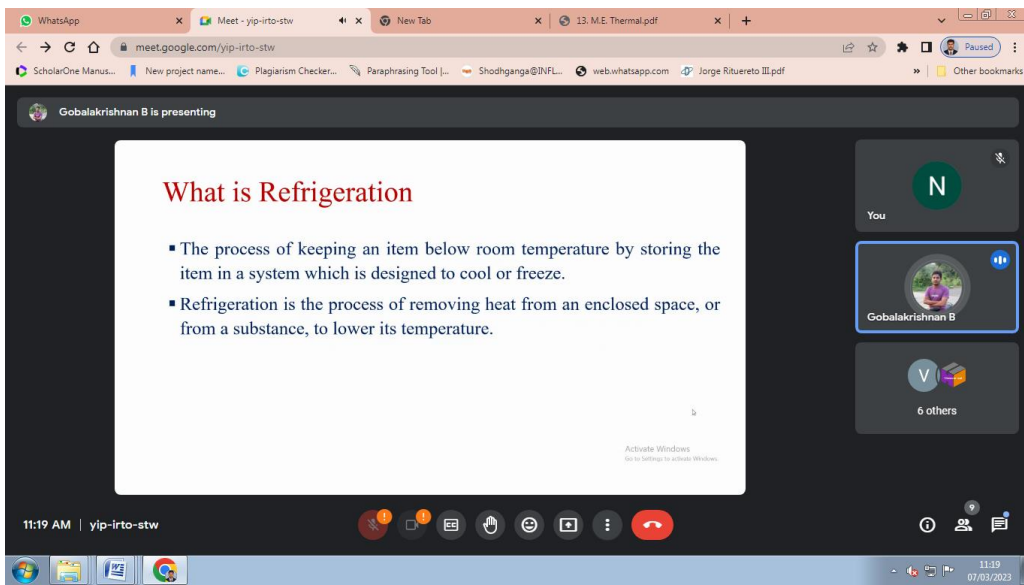 WhatsApp
Meet - yip-irto-stw
New Tab
13. M.E. Thermal.pdf
meet.google.com/yip-irto-stw
Paused
ScholarOne Manus...
New project name...
Plagiarism Checker...
Paraphrasing Tool |...
Shodhganga@INFL...
web.whatsapp.com
Jorge Rituereto III.pdf
»
Other bookmarks
Gobalakrishnan B is presenting
What is Refrigeration
▪ The process of keeping an item below room temperature by storing the
item in a system which is designed to cool or freeze.
▪ Refrigeration is the process of removing heat from an enclosed space, or
from a substance, to lower its temperature.
Activate Windows
Go to Settings to activate Windows.
N
You
Gobalakrishnan B
V
6 others
11:19 AM | yip-irto-stw
CC
9
11:19
07/03/2023